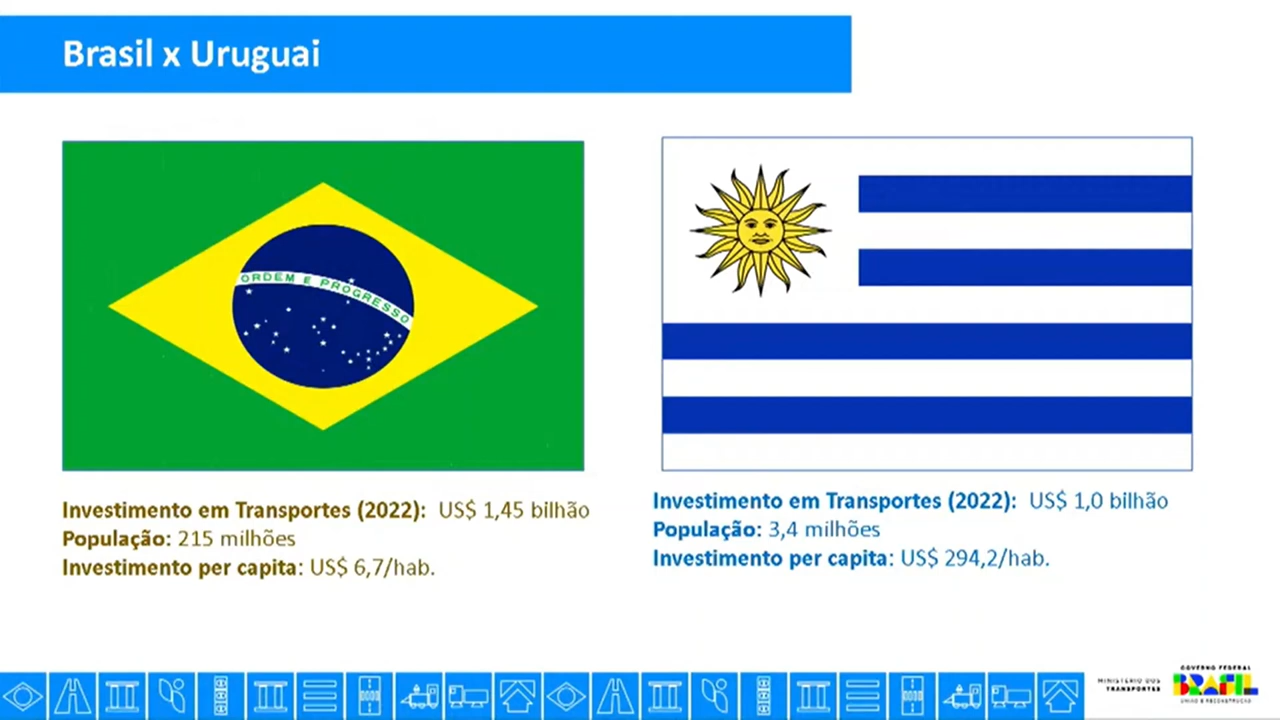 Brasil x Uruguai
ORDEM E PROGRESSO
Investimento em Transportes (2022): US$ 1,45 bilhão
População: 215 milhões
Investimento per capita: US$ 6,7/hab.
Investimento em Transportes (2022): US$ 1,0 bilhão
População: 3,4 milhões
Investimento per capita: US$ 294,2/hab.
MINISTÉRIO DOS
TRANSPORTES
GOVERNO FEDERAL
BRASIL
UNIÃO E RECONSTRUÇÃO